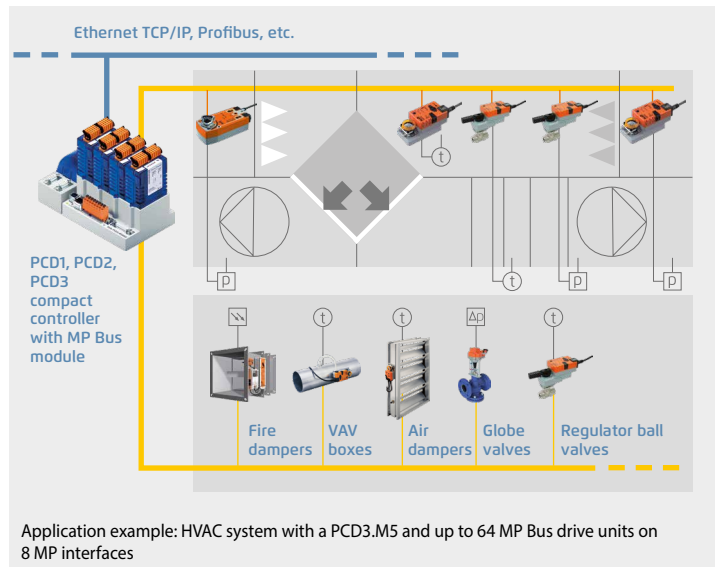 Ethernet TCP/IP, Profibus, etc.
t
PCD1, PCD2,
PCD3
compact
controller
with MP Bus
module
p
t
p
p
t
t
Δp
t
Fire
dampers
VAV
boxes
Air
dampers
Globe
valves
Regulator ball
valves
Application example: HVAC system with a PCD3.M5 and up to 64 MP Bus drive units on
8 MP interfaces